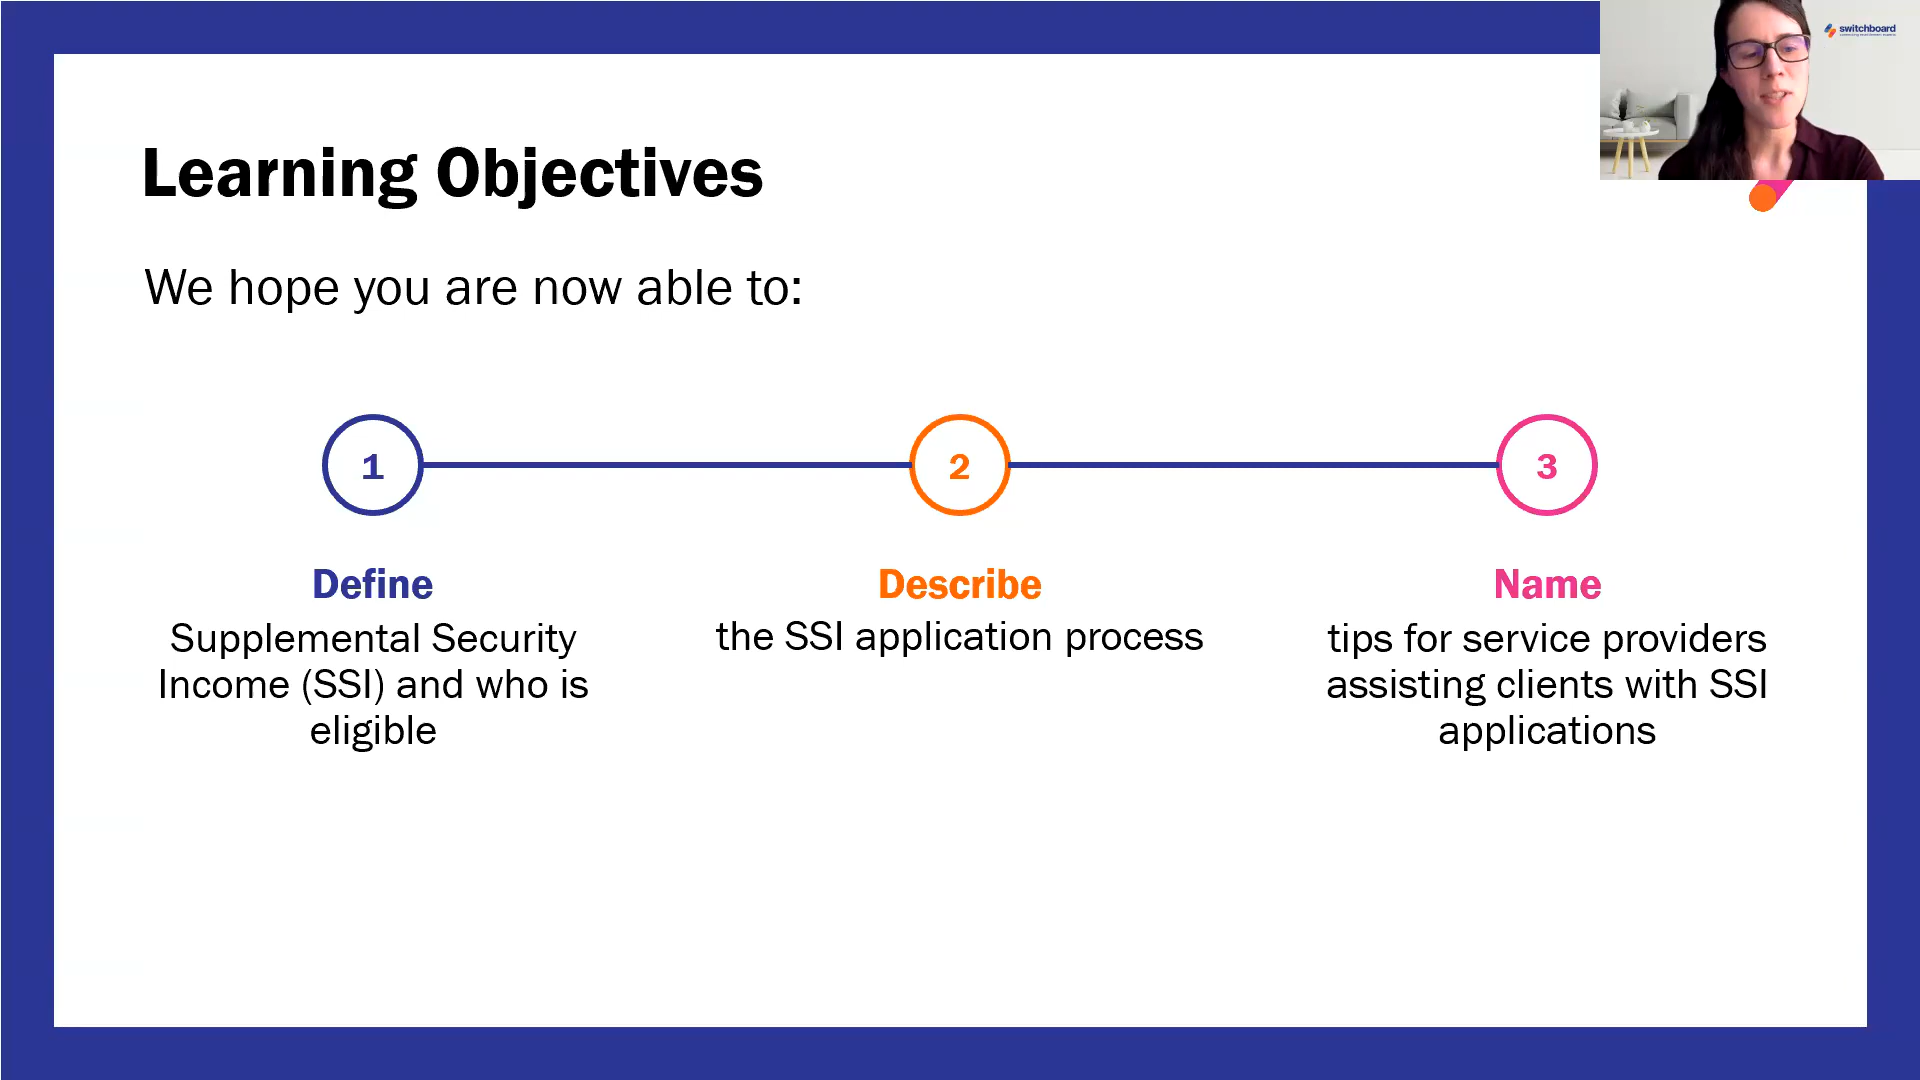 switchboard
Learning Objectives
We hope you are now able to:
1
2
3
Define
Supplemental Security
Income (SSI) and who is
eligible
Describe
the SSI application process
Name
tips for service providers
assisting clients with SSI
applications